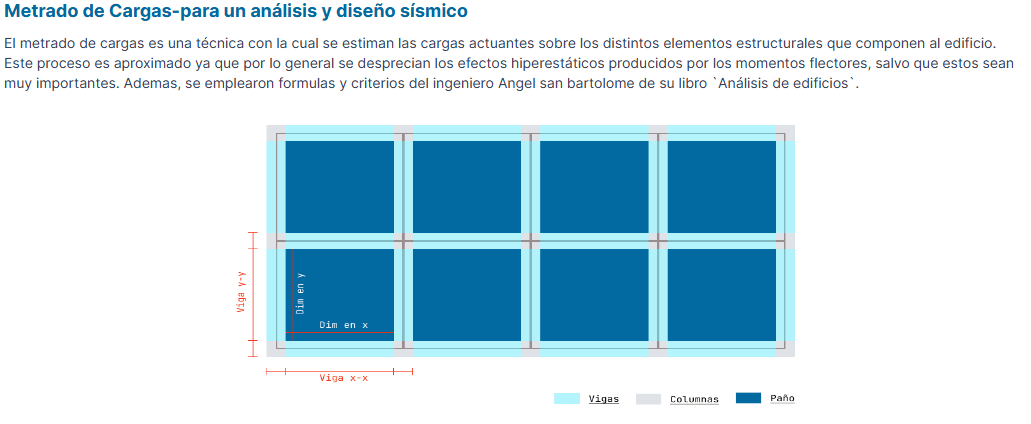 Metrado de Cargas-para un análisis y diseño sísmico
El metrado de cargas es una técnica con la cual se estiman las cargas actuantes sobre los distintos elementos estructurales que componen al edificio.
Este proceso es aproximado ya que por lo general se desprecian los efectos hiperestáticos producidos por los momentos flectores, salvo que estos sean
muy importantes. Ademas, se emplearon formulas y criterios del ingeniero Angel san bartolome de su libro `Análisis de edificios`.
Viga y-y
Dim en y
Dim en x
Viga x-x
Vigas
Columnas
Paño